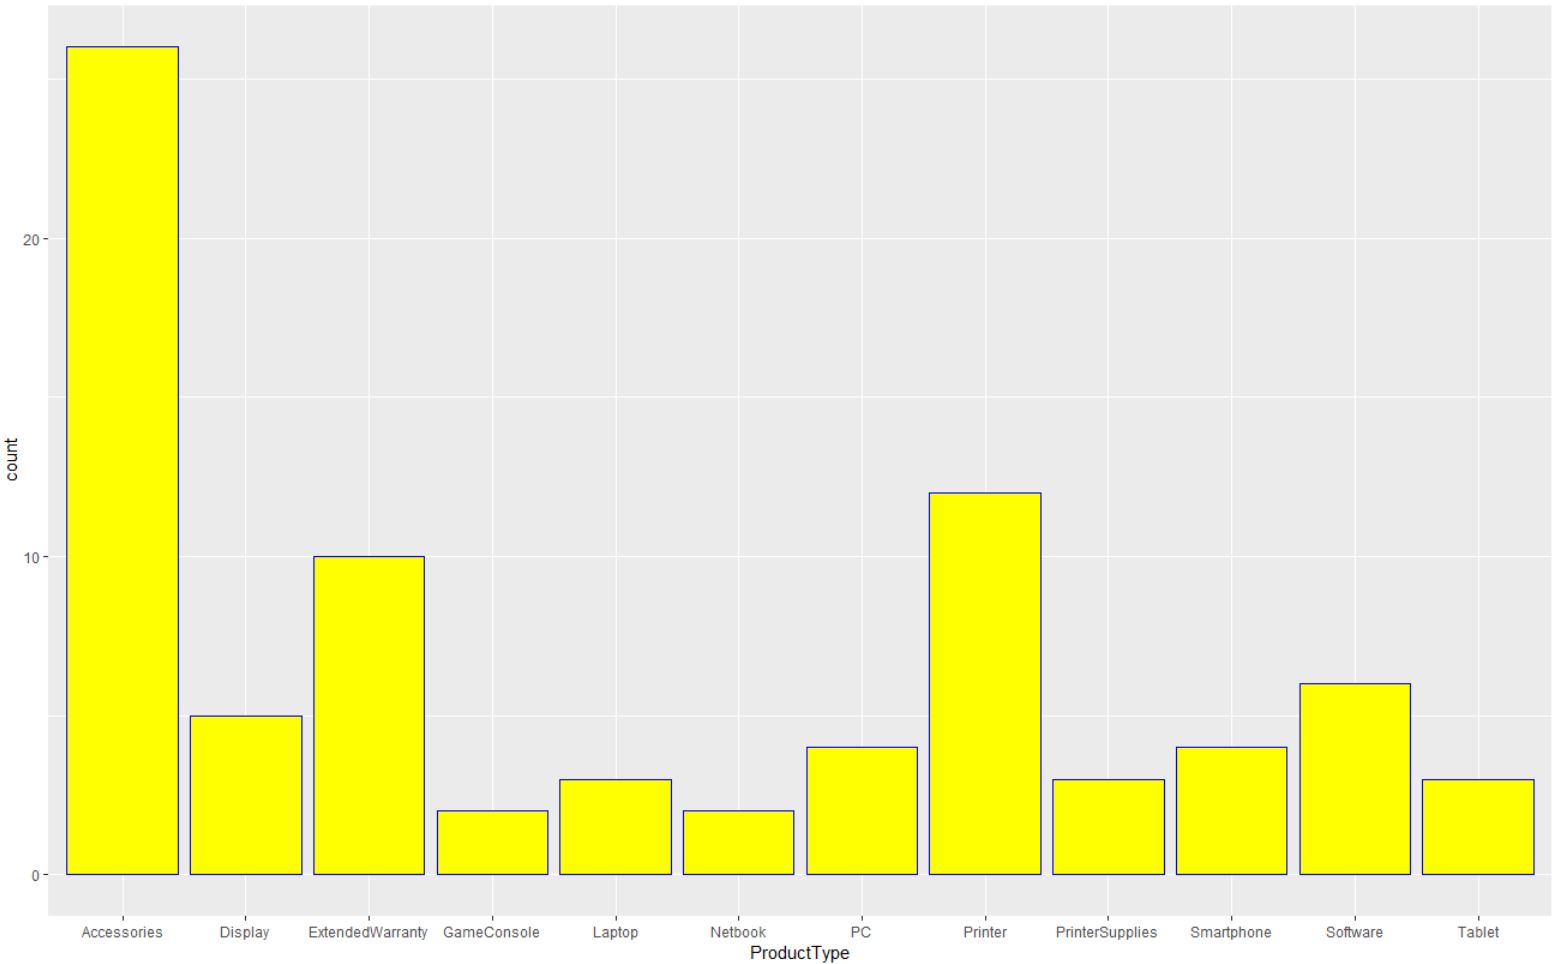 count
20
10
0
Accessories Display ExtendedWarranty GameConsole Laptop Netbook PC Printer PrinterSupplies Smartphone Software Tablet
ProductType